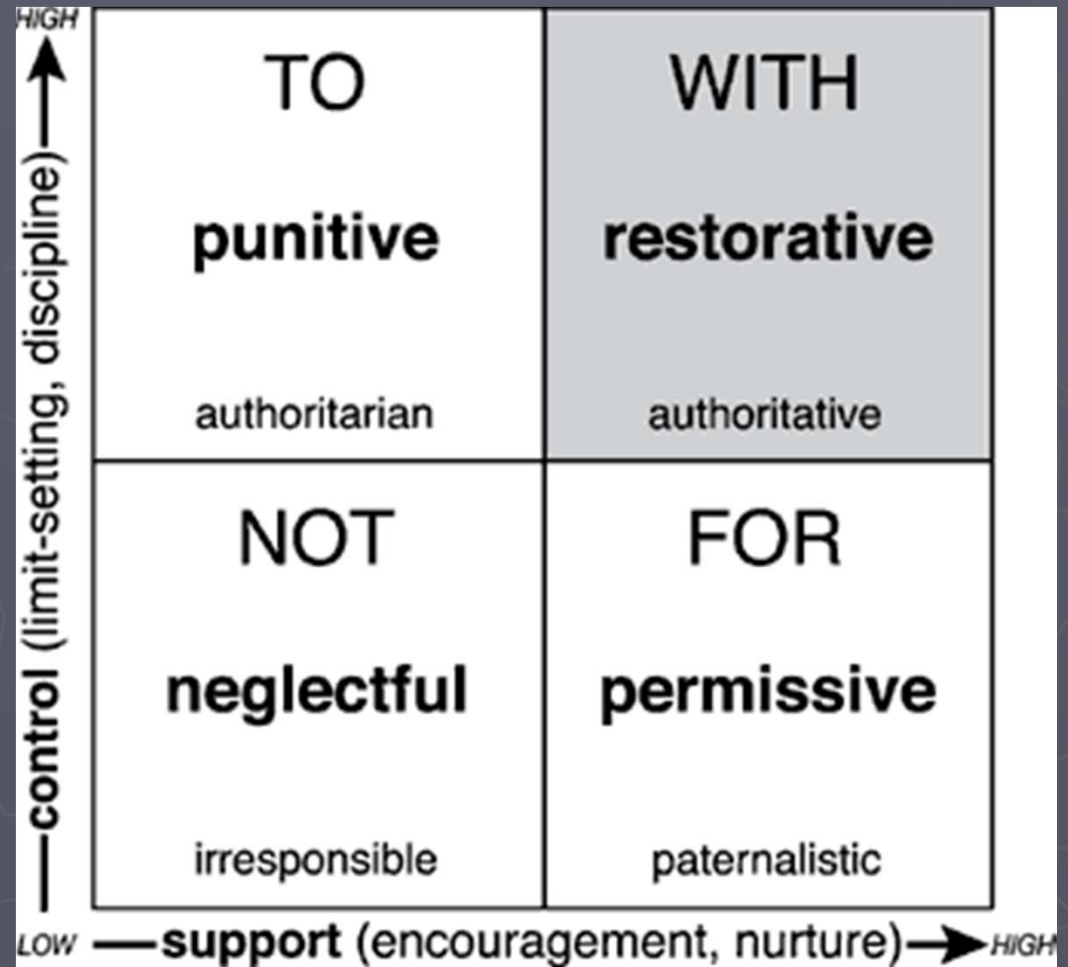 HIGH
control (limit-setting, discipline)
TO
punitive
authoritarian
WITH
restorative
authoritative
NOT
neglectful
irresponsible
FOR
permissive
paternalistic
LOW
support (encouragement, nurture)
HIGH